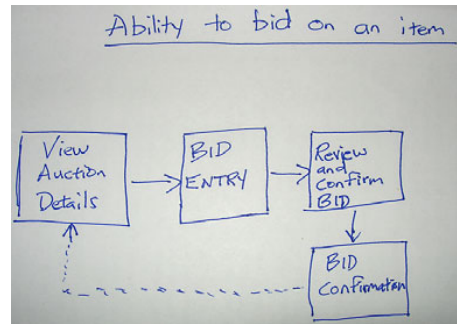 Ability to bid on an item
View
Auction
Details
BID
ENTRY
Review
and
Confirm
BID
BID
Confirmation